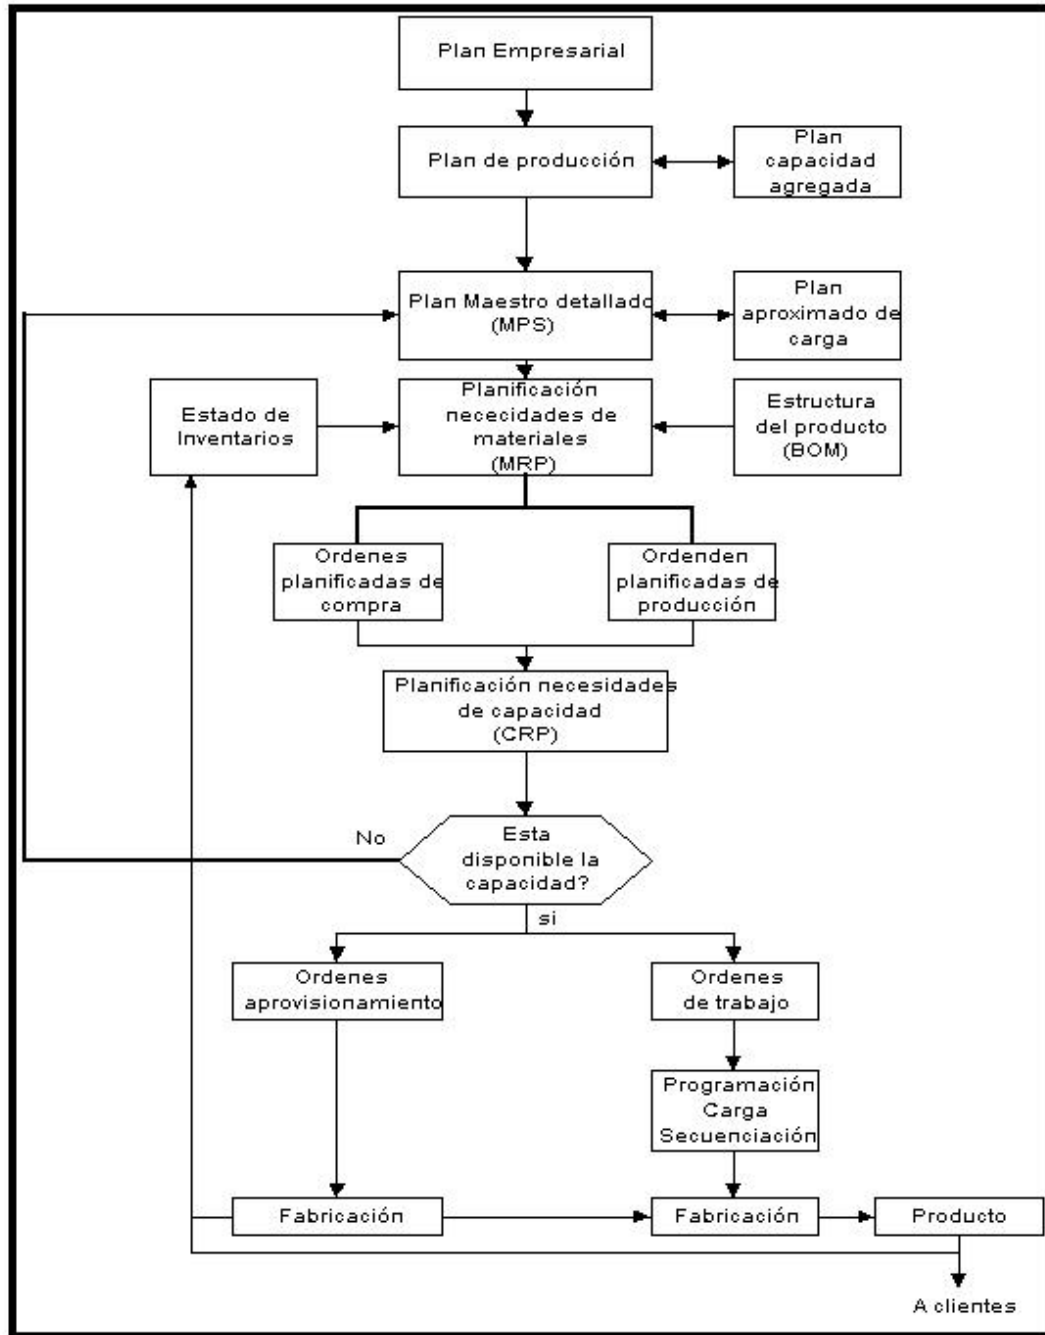 Plan Empresarial
Plan de producción
Plan
capacidad
agregada
Plan Maestro detallado
(MPS)
Plan
aproximado de
carga
Estado de
Inventarios
Planificación
nececidades de
materiales
(MRP)
Estructura
del producto
(BOM)
Ordenes
planificadas de
compra
Ordenden
planificadas de
producción
Planificación necesidades
de capacidad
(CRP)
No
Esta
disponible la
capacidad?
si
Ordenes
aprovisionamiento
Ordenes
de trabajo
Programación
Carga
Secuenciación
Fabricación
Fabricación
Producto
A clientes